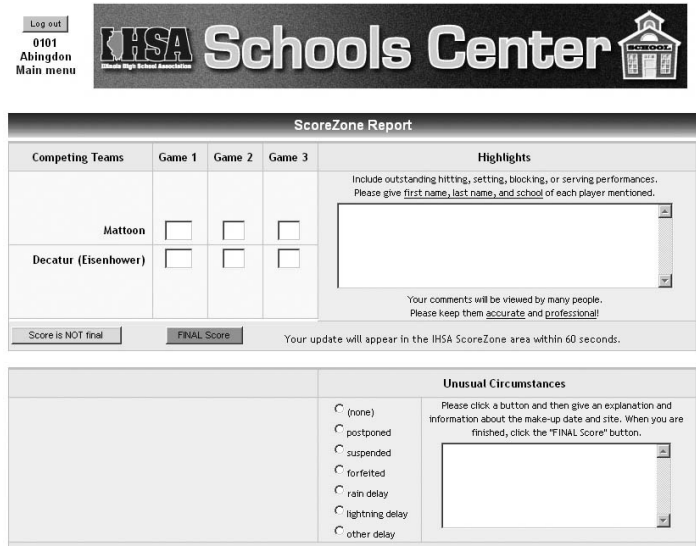 Log out
0101
Abingdon
Main menu
IHSA
Illinois High School Association
Schools Center
SCHOOL
ScoreZone Report
Competing Teams Game 1 Game 2 Game 3 Highlights
Include outstanding hitting, setting, blocking, or serving performances.
Please give first name, last name, and school of each player mentioned.
Mattoon
Decatur (Eisenhower)
Your comments will be viewed by many people.
Please keep them accurate and professional!
Score is NOT final FINAL Score Your update will appear in the IHSA ScoreZone area within 60 seconds.
Unusual Circumstances
(none)
postponed
suspended
forfeited
rain delay
lightning delay
other delay
Please click a button and then give an explanation and
information about the make-up date and site. When you are
finished, click the "FINAL Score" button.